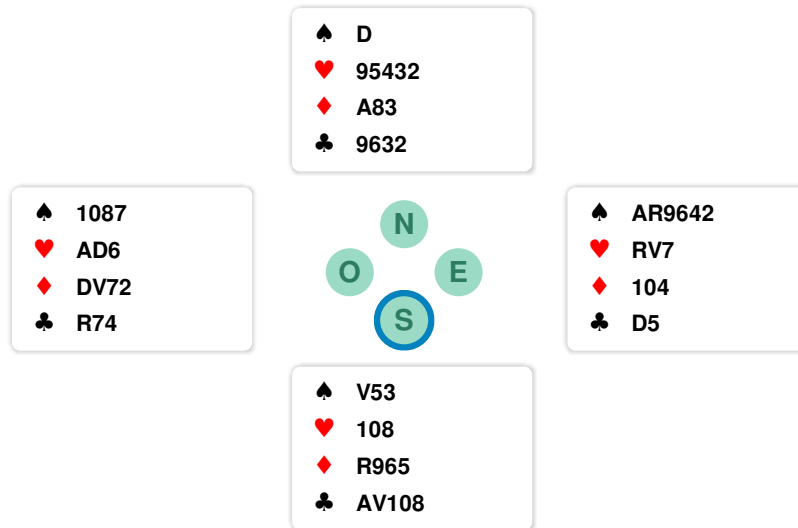 ♠ D
♥ 95432
♦ A83
♣ 9632
♠ 1087
♥ AD6
♦ DV72
♣ R74
N
O E
S
♠ AR9642
♥ RV7
♦ 104
♣ D5
♠ V53
♥ 108
♦ R965
♣ AV108